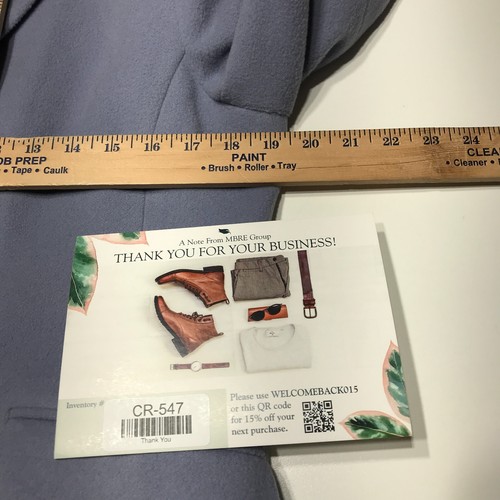 13 14 15 16 17 18 19 20 21 22 23 24
OB PREP PAINT CLEA
• Tape • Caulk • Brush • Roller • Tray • Cleaner •
A Note From MBRE Group
THANK YOU FOR YOUR BUSINESS!
Please use WELCOMEBACK015
or this QR code
for 15% off your
next purchase.
Inventory #
CR-547
Thank You